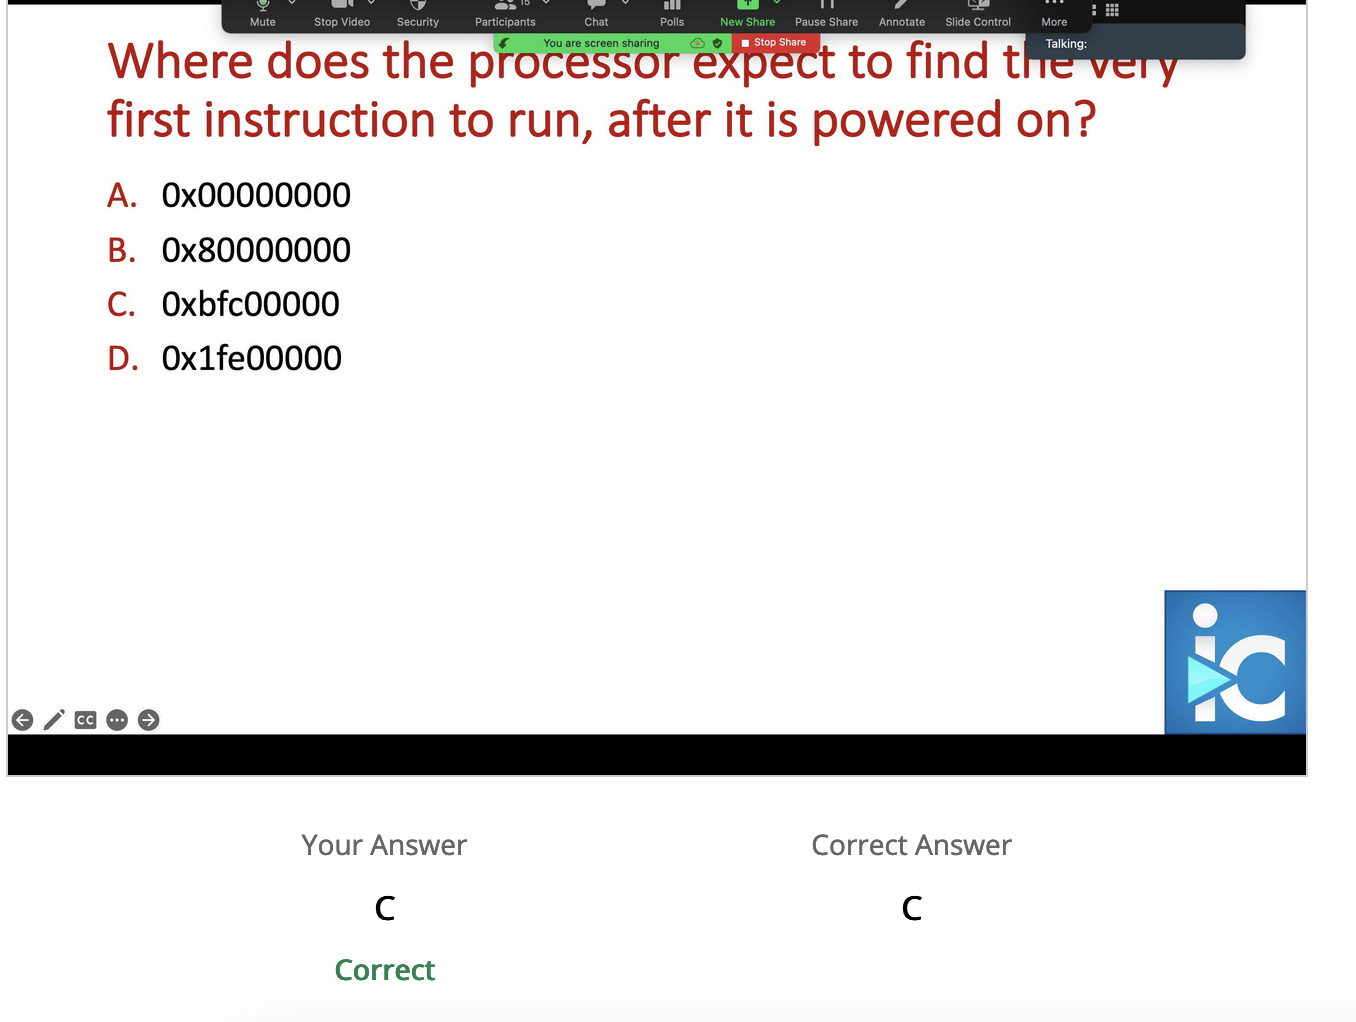 15
Mute Stop Video Security Participants Chat Polls New Share Pause Share Annotate Slide Control More
You are screen sharing Stop Share Talking:
Where does the processor expect to find the very
first instruction to run, after it is powered on?
A. 0x00000000
B. 0x80000000
C. 0xbfc00000
D. 0x1fe00000
ic
CC
Your Answer Correct Answer
C C
Correct